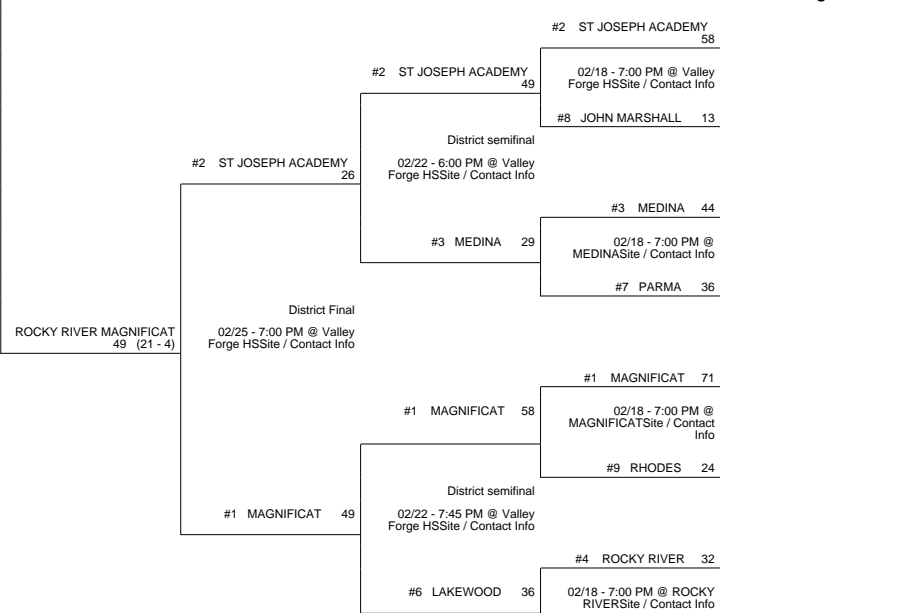 #2 ST JOSEPH ACADEMY
58
#2 ST JOSEPH ACADEMY
49
02/18 - 7:00 PM @ Valley
Forge HSSite / Contact Info
#8 JOHN MARSHALL 13
District semifinal
#2 ST JOSEPH ACADEMY
26
02/22 - 6:00 PM @ Valley
Forge HSSite / Contact Info
#3 MEDINA 44
#3 MEDINA 29
02/18 - 7:00 PM @
MEDINASite / Contact Info
#7 PARMA 36
District Final
ROCKY RIVER MAGNIFICAT
49 (21 - 4)
02/25 - 7:00 PM @ Valley
Forge HSSite / Contact Info
#1 MAGNIFICAT 71
#1 MAGNIFICAT 58
02/18 - 7:00 PM @
MAGNIFICATSite / Contact
Info
#9 RHODES 24
District semifinal
#1 MAGNIFICAT 49
02/22 - 7:45 PM @ Valley
Forge HSSite / Contact Info
#4 ROCKY RIVER 32
#6 LAKEWOOD 36
02/18 - 7:00 PM @ ROCKY
RIVERSite / Contact Info